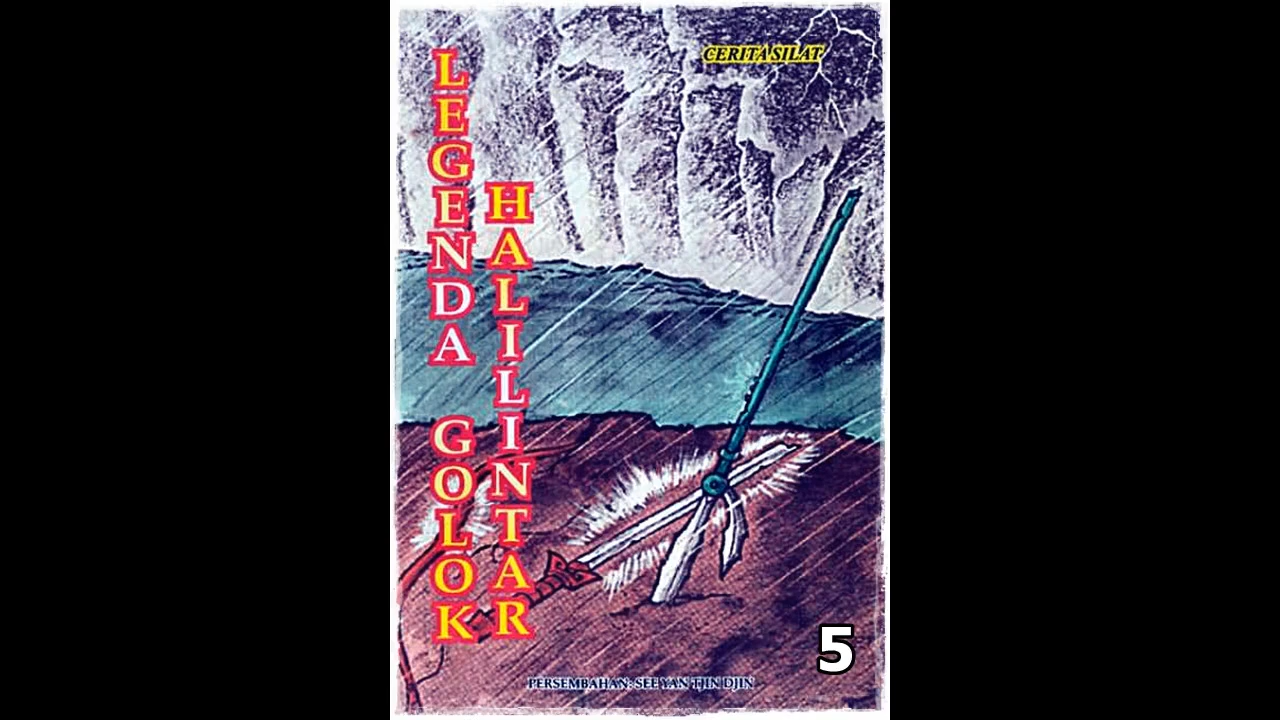 CERITA SILAT
LEGENDA GOLOK
HALILINTAR
5
PERSEMBAHAN: SEE YAN TJIN DJIN